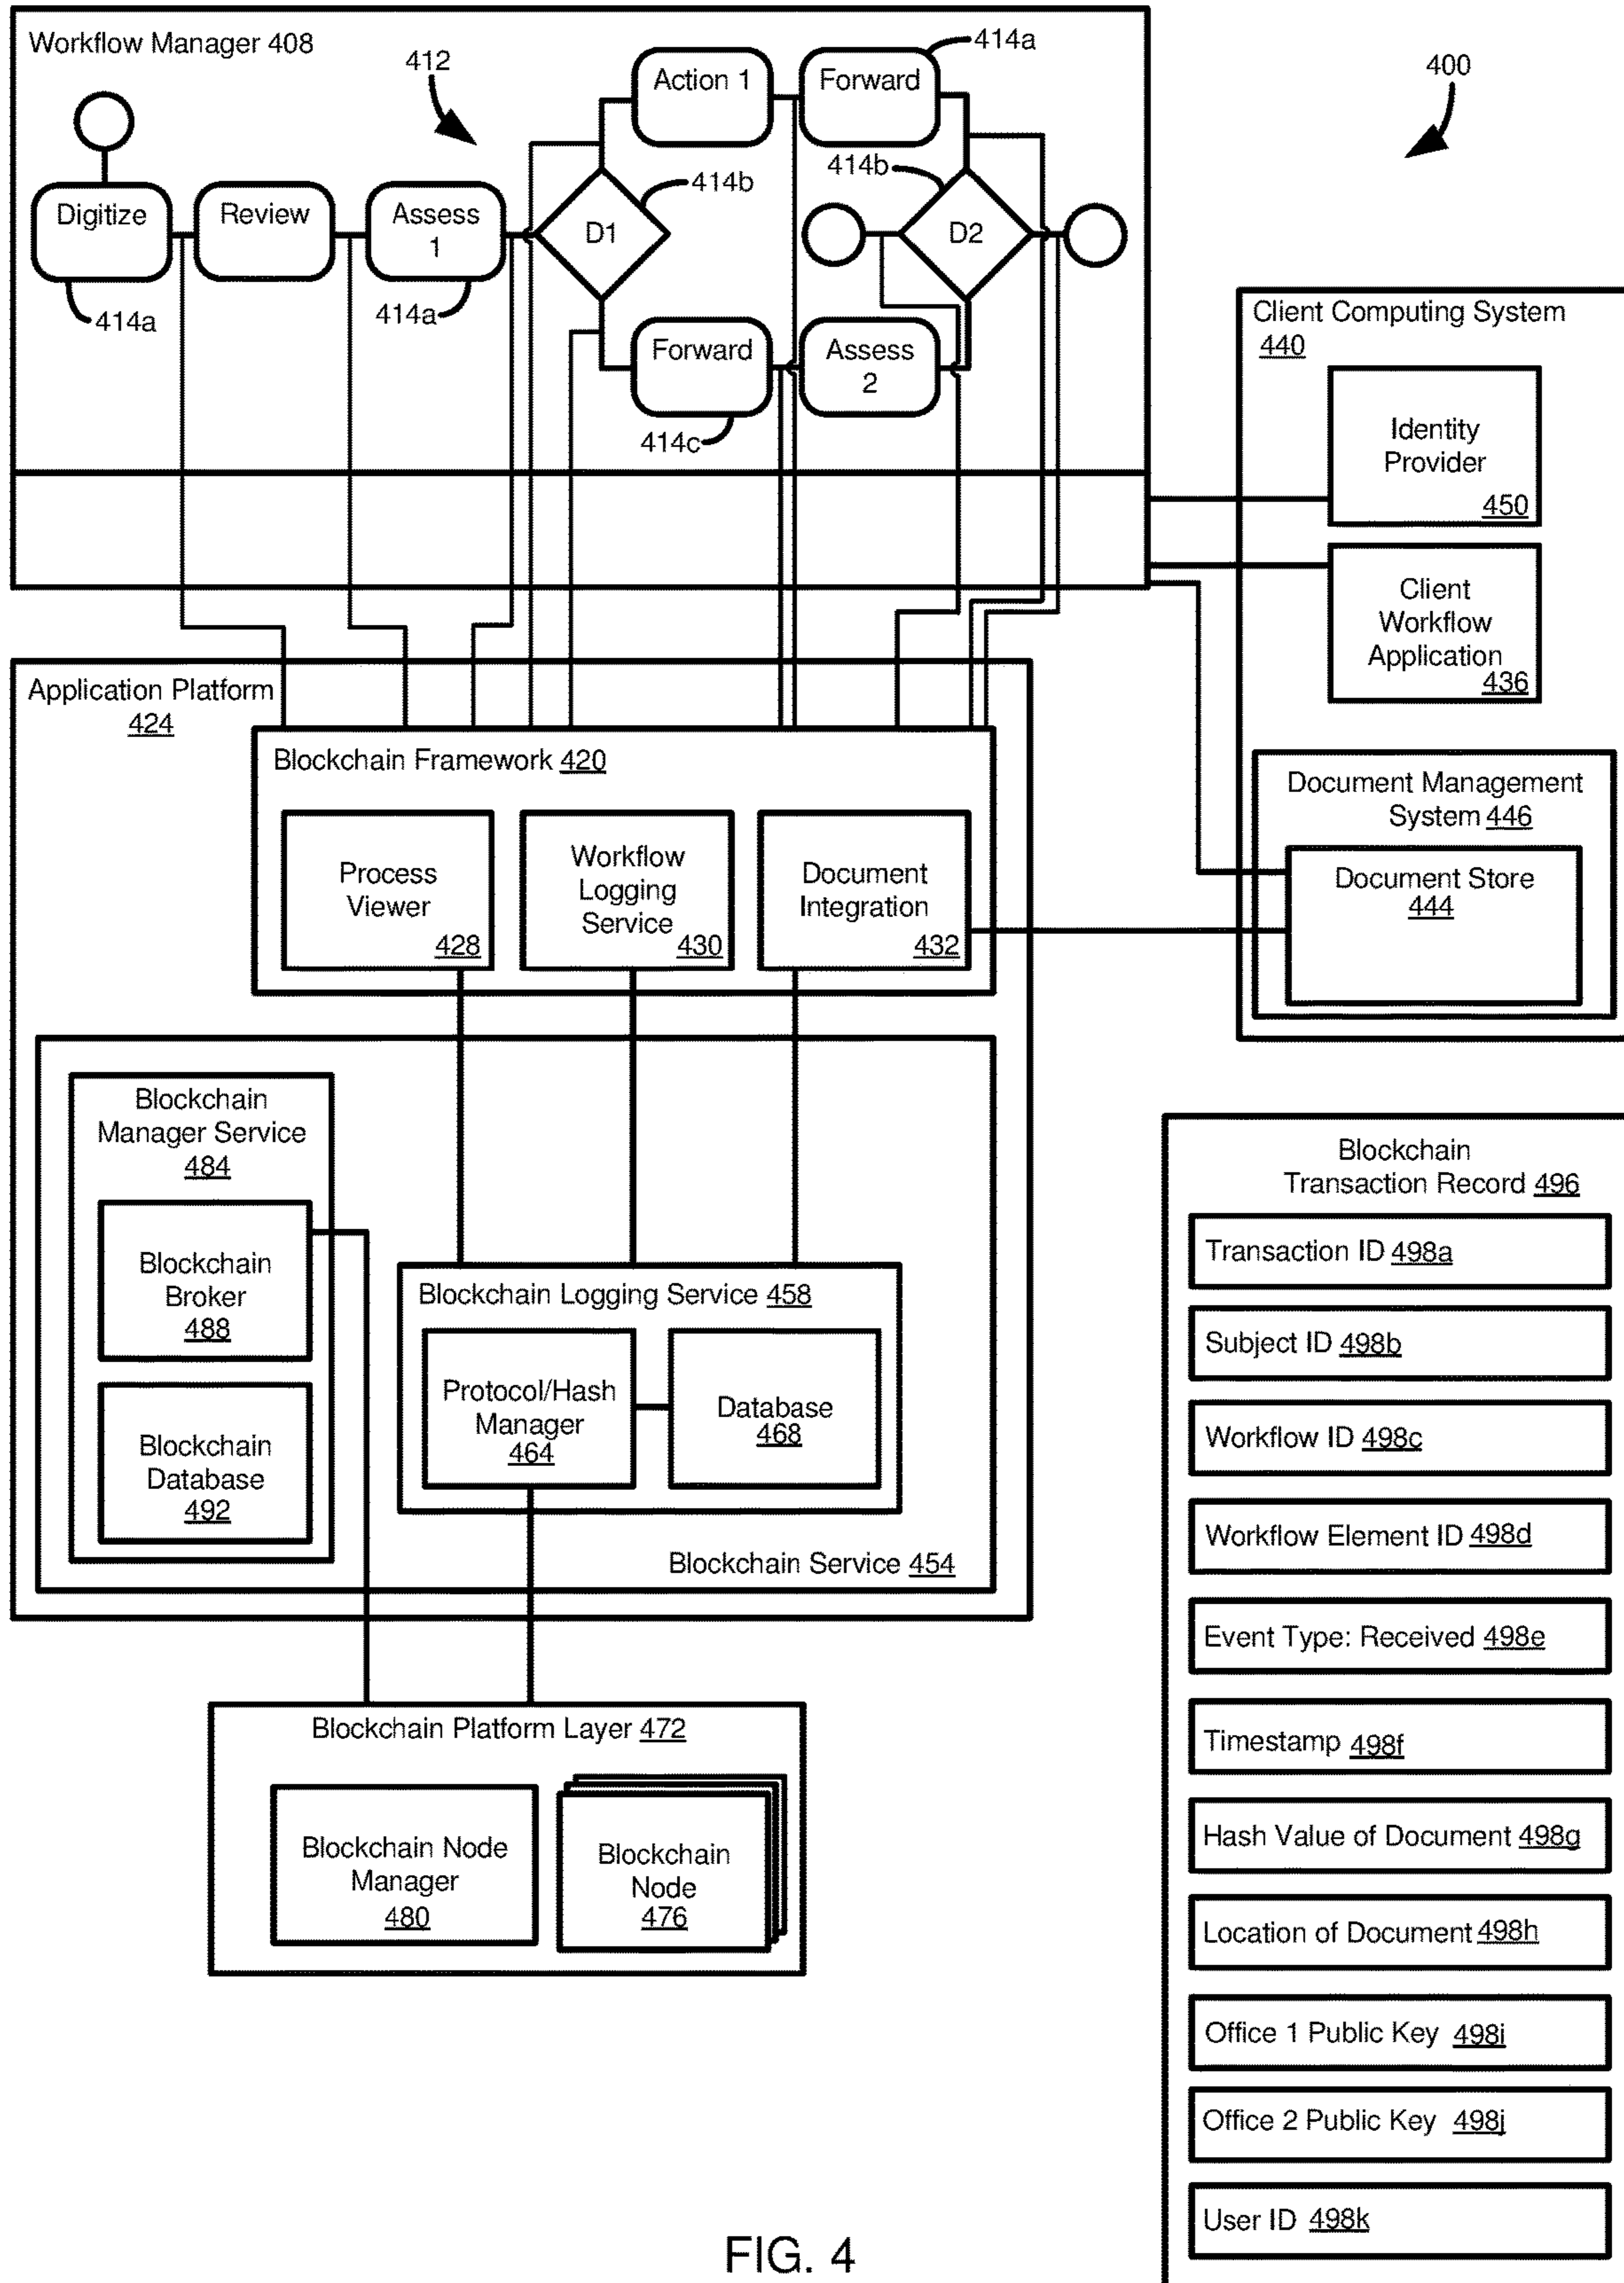 Workflow Manager 408
412
414a
400
Action 1
Forward
414b
414b
Digitize
Review
Assess
1
D1
D2
414a
414a
Forward
Assess
2
414c
Client Computing System
440
Identity
Provider
450
Client
Workflow
Application
436
Document Management
System 446
Document Store
444
Application Platform
424
Blockchain Framework 420
Process
Viewer
428
Workflow
Logging
Service
430
Document
Integration
432
Blockchain
Manager Service
484
Blockchain
Broker
488
Blockchain
Database
492
Blockchain Logging Service 458
Protocol/Hash
Manager
464
Database
468
Blockchain Service 454
Blockchain Platform Layer 472
Blockchain Node
Manager
480
Blockchain
Node
476
Blockchain
Transaction Record 496
Transaction ID 498a
Subject ID 498b
Workflow ID 498c
Workflow Element ID 498d
Event Type: Received 498e
Timestamp 498f
Hash Value of Document 498g
Location of Document 498h
Office 1 Public Key 498i
Office 2 Public Key 498j
User ID 498k
FIG. 4